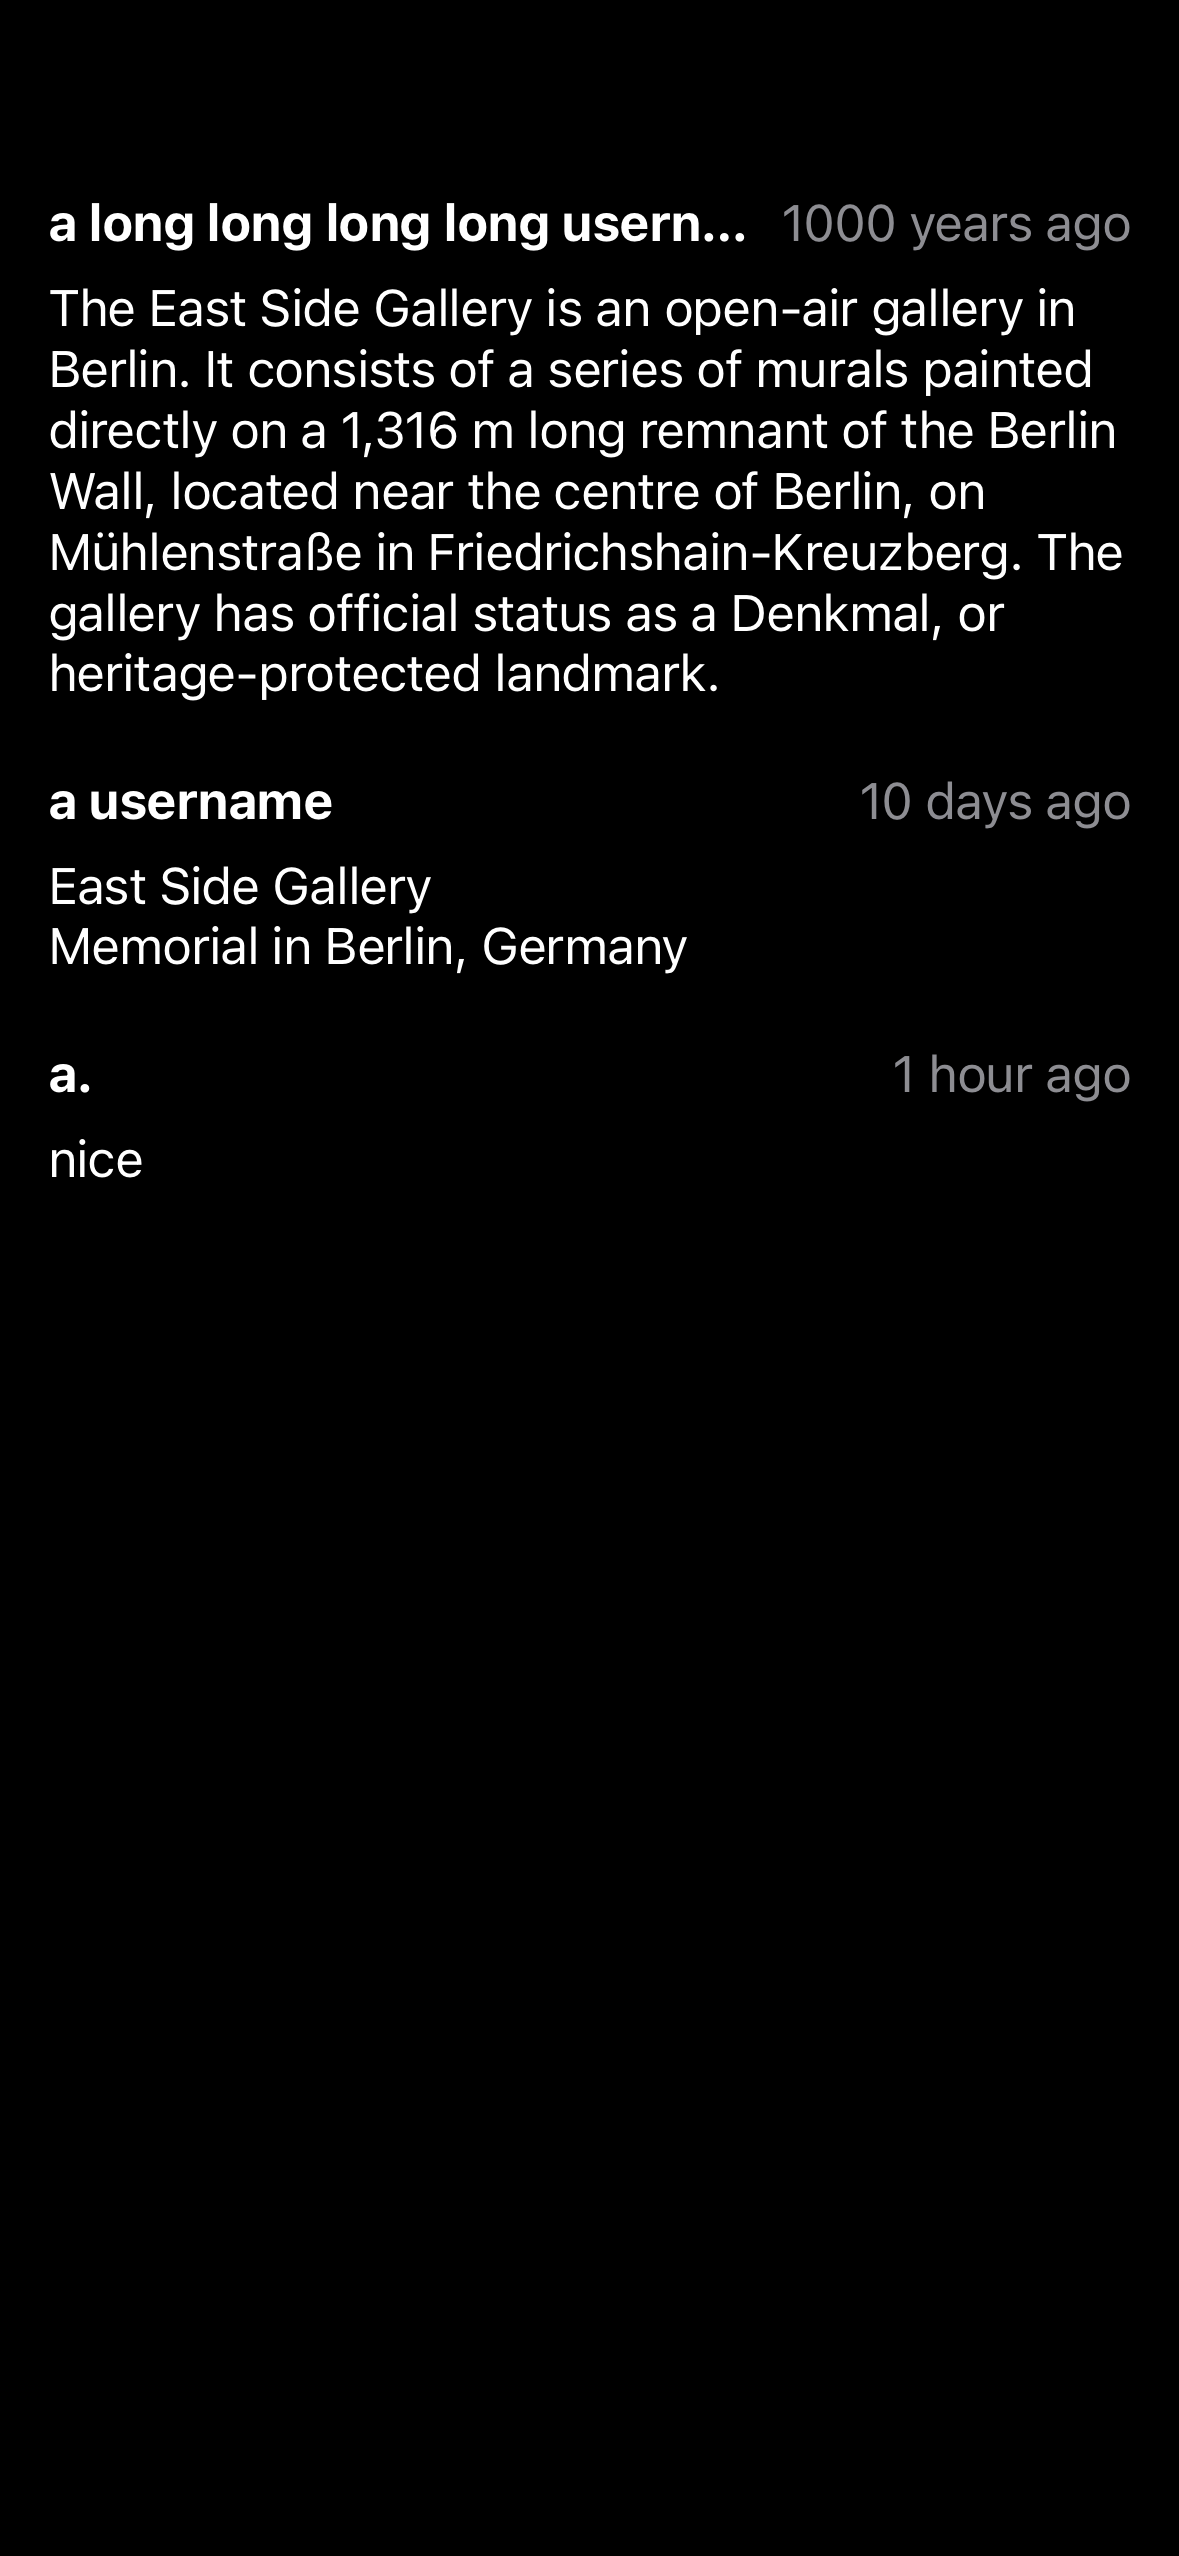 a long long long long usern... 1000 years ago
The East Side Gallery is an open-air gallery in
Berlin. It consists of a series of murals painted
directly on a 1,316 m long remnant of the Berlin
Wall, located near the centre of Berlin, on
Mühlenstraße in Friedrichshain-Kreuzberg. The
gallery has official status as a Denkmal, or
heritage-protected landmark.
a username 10 days ago
East Side Gallery
Memorial in Berlin, Germany
a. 1 hour ago
nice